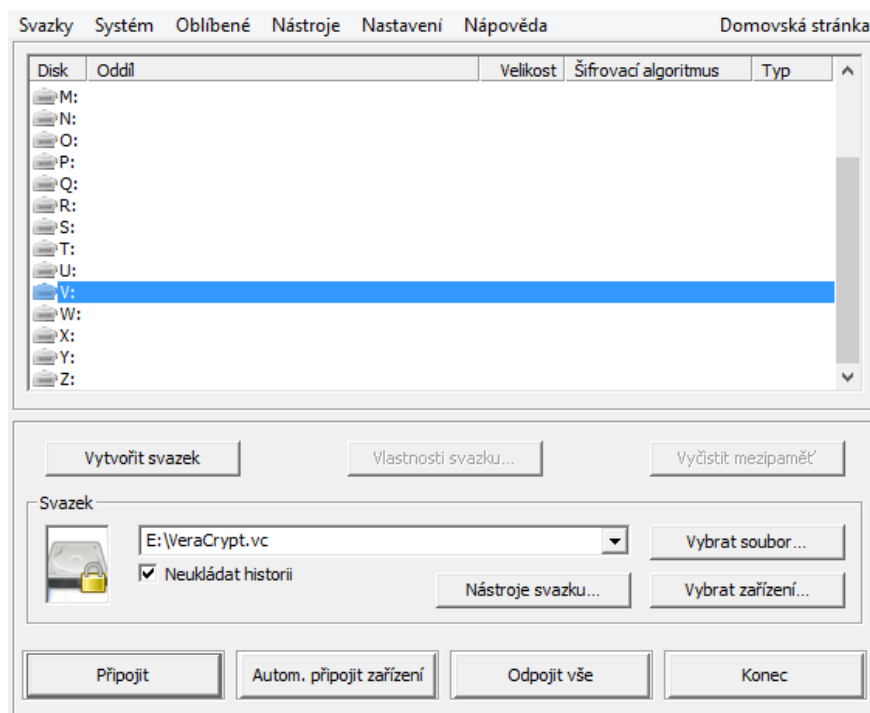 Svazky Systém Oblíbené Nástroje Nastavení Nápověda Domovská stránka
Disk Oddíl Velikost Šifrovací algoritmus Typ
M:
N:
O:
P:
Q:
R:
S:
T:
U:
V:
W:
X:
Y:
Z:
Vytvořit svazek Vlastnosti svazku... Vyčistit mezipaměť
Svazek
E:\VeraCrypt.vc Vybrat soubor...
Neukládat historii
Nástroje svazku... Vybrat zařízení...
Připojit Autom. připojit zařízení Odpojit vše Konec